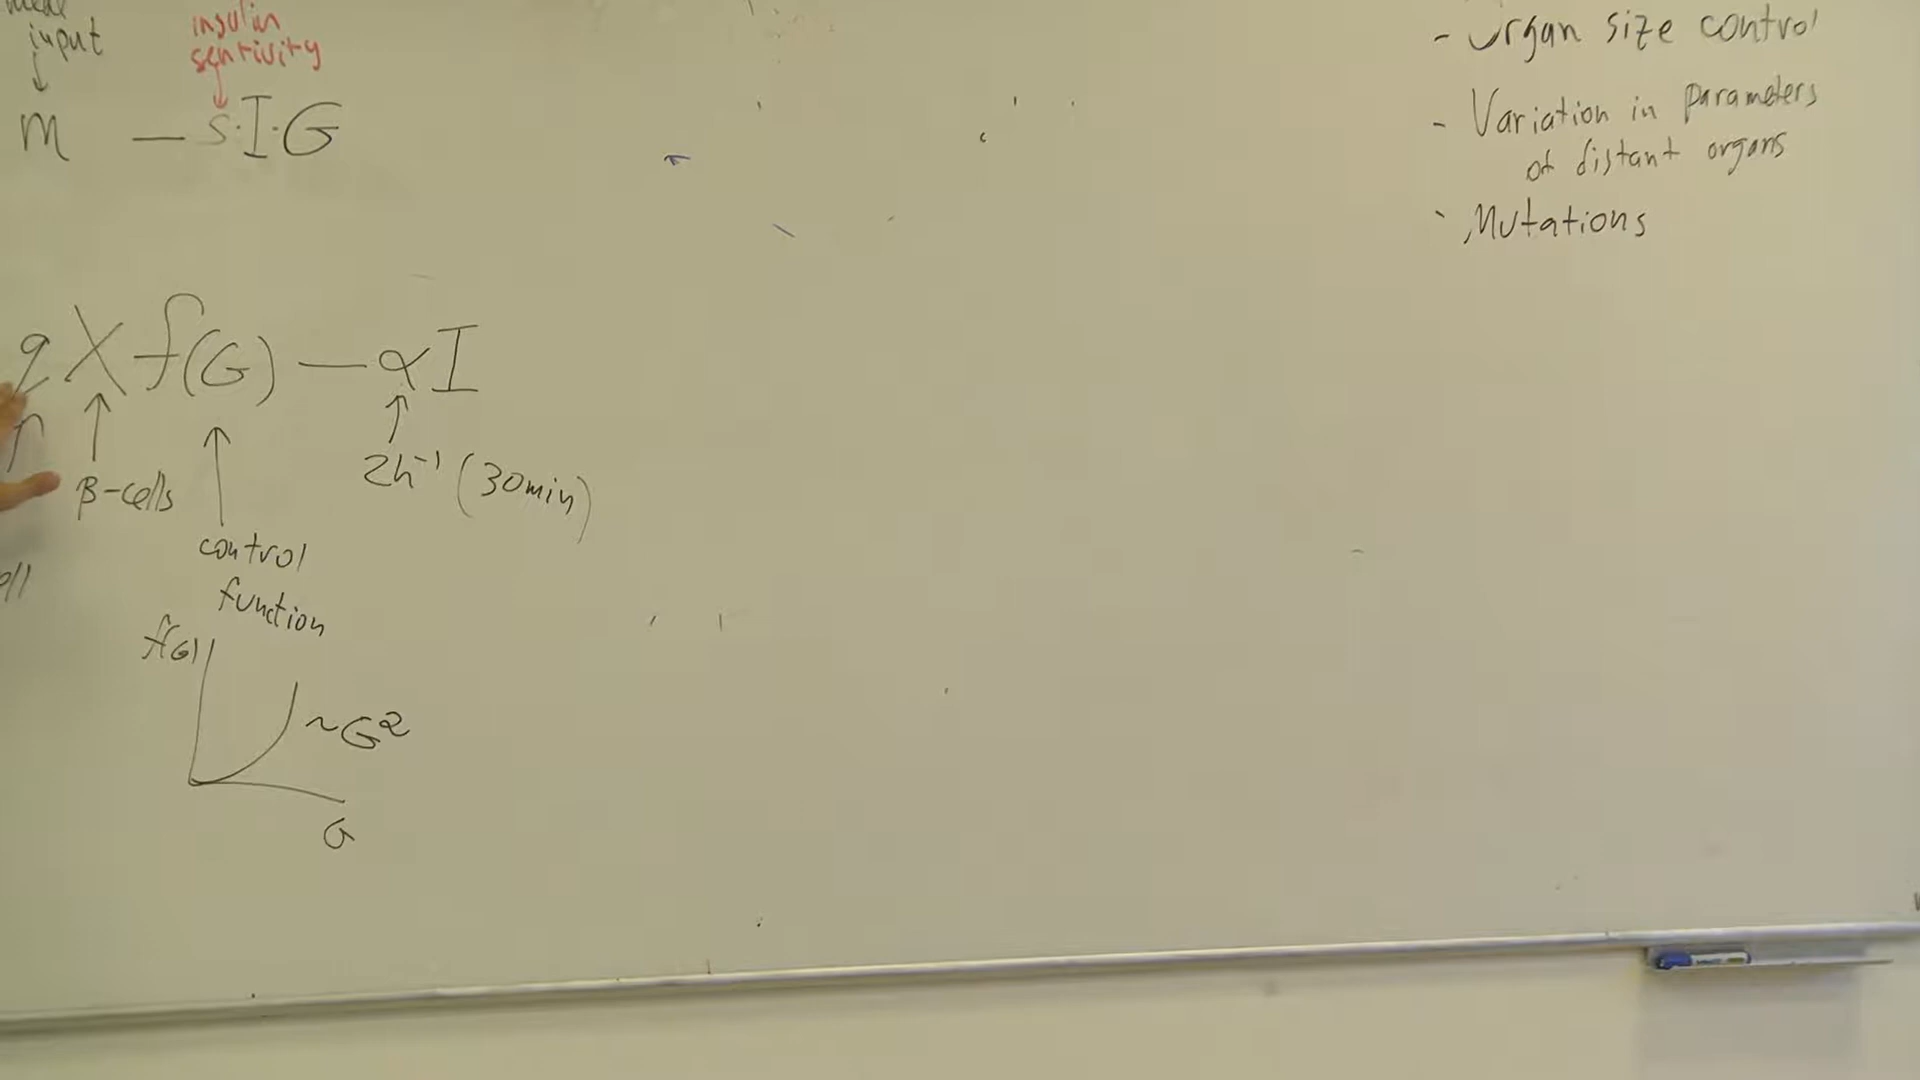 input
insulin
sentivity
m — s·I·G
q X f(G) — αI
β-cells
2h⁻¹ (30min)
control
function
f(G)
~G²
G
- Organ size control
- Variation in parameters
of distant organs
- Mutations